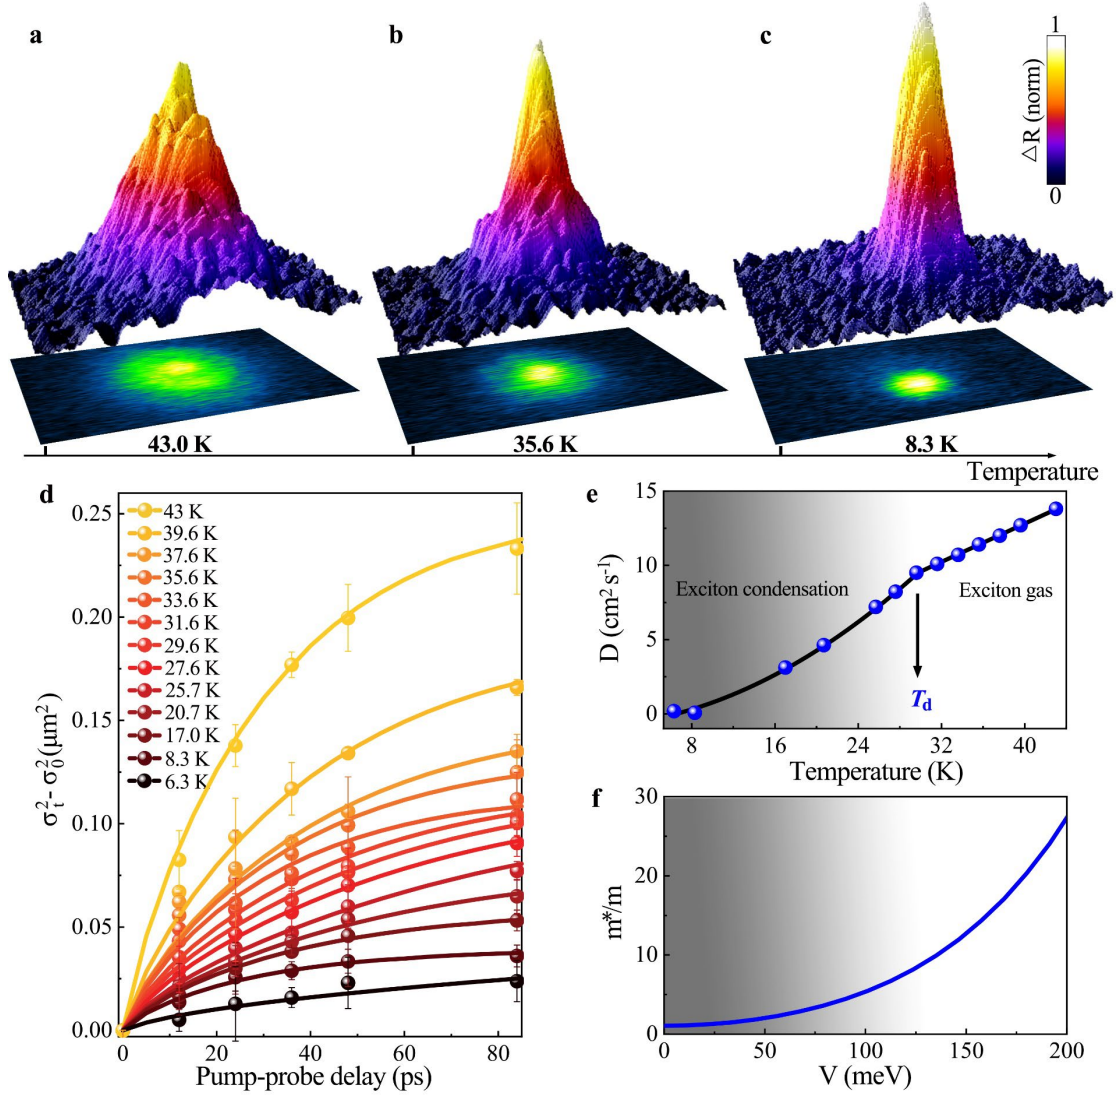 a
b
c
1
△R (norm)
0
43.0 K
35.6 K
8.3 K
Temperature
d
0.25
0.20
0.15
0.10
0.05
0.00
σ²ₜ- σ²₀(μm²)
43 K
39.6 K
37.6 K
35.6 K
33.6 K
31.6 K
29.6 K
27.6 K
25.7 K
20.7 K
17.0 K
8.3 K
6.3 K
0 20 40 60 80
Pump-probe delay (ps)
e
15
10
5
0
D (cm² s⁻¹)
Exciton condensation
Exciton gas
T_d
8 16 24 32 40
Temperature (K)
f
30
20
10
0
m*/m
0 50 100 150 200
V (meV)